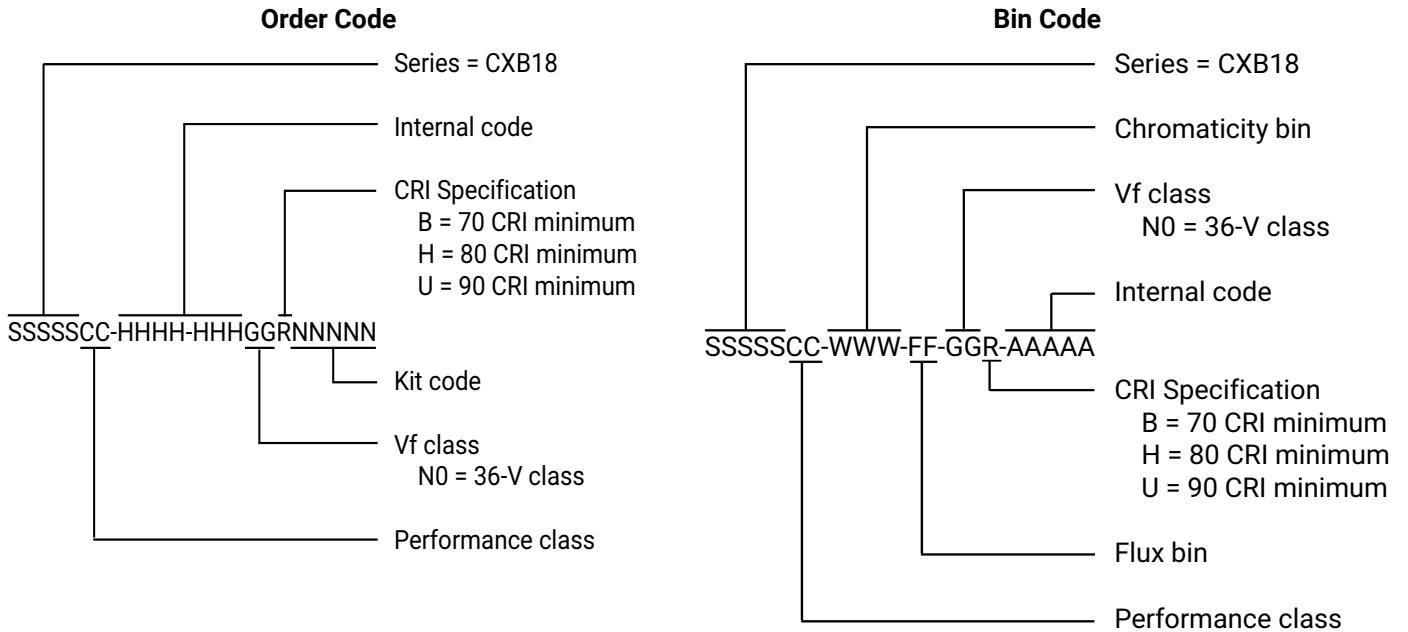 Order Code
Series = CXB18
Internal code
CRI Specification
B = 70 CRI minimum
H = 80 CRI minimum
U = 90 CRI minimum
SSSSSCC-HHHH-HHHGGRNNNNN
Kit code
Vf class
N0 = 36-V class
Performance class
Bin Code
Series = CXB18
Chromaticity bin
Vf class
N0 = 36-V class
Internal code
SSSSSCC-WWW-FF-GGR-AAAAA
CRI Specification
B = 70 CRI minimum
H = 80 CRI minimum
U = 90 CRI minimum
Flux bin
Performance class